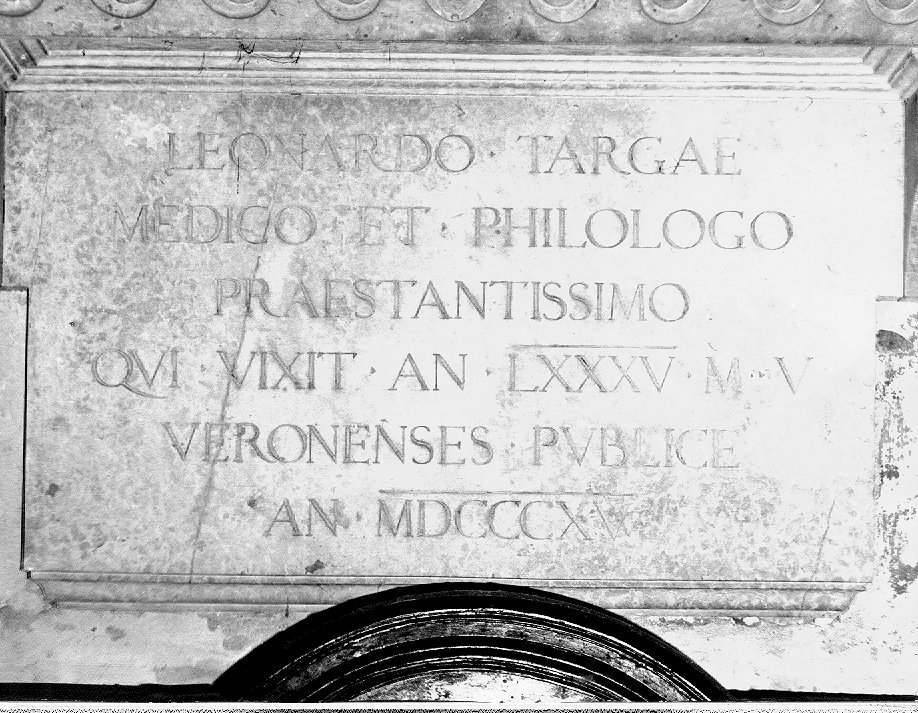 LEONARDO · TARGAE
MEDICO · ET · PHILOLOGO
PRAESTANTISSIMO
QVI · VIXIT · AN · LXXXV · M · V
VERONENSES · PVBLICE
AN · MDCCCXV